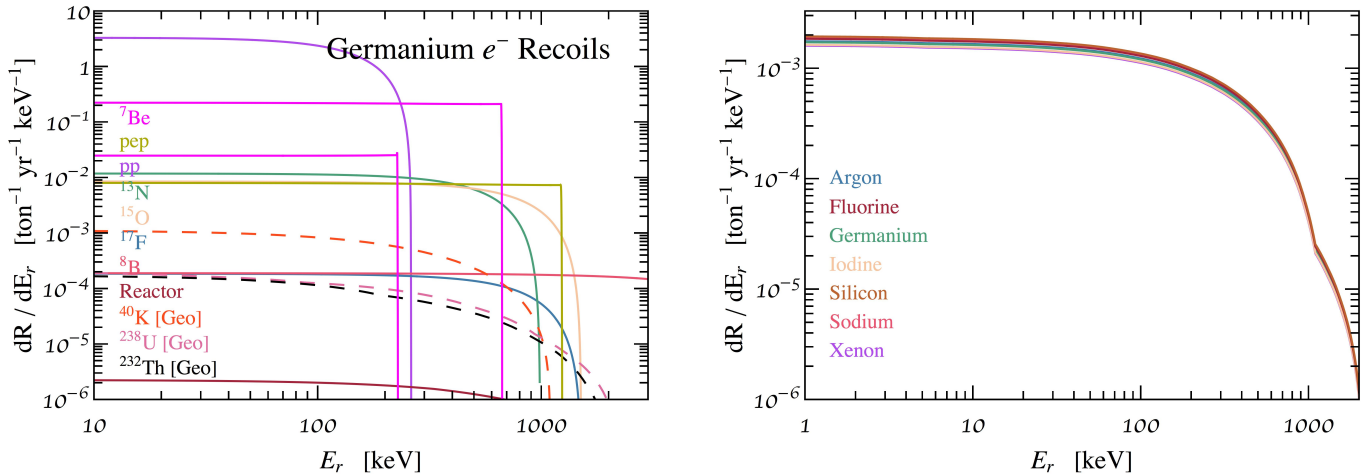 Germanium e⁻ Recoils
dR / dE_r [ton⁻¹ yr⁻¹ keV⁻¹]
10
1
10⁻¹
10⁻²
10⁻³
10⁻⁴
10⁻⁵
10⁻⁶
⁷Be
pep
pp
¹³N
¹⁵O
¹⁷F
⁸B
Reactor
⁴⁰K [Geo]
²³⁸U [Geo]
²³²Th [Geo]
10 100 1000
E_r [keV]
dR / dE_r [ton⁻¹ yr⁻¹ keV⁻¹]
10⁻³
10⁻⁴
10⁻⁵
10⁻⁶
Argon
Fluorine
Germanium
Iodine
Silicon
Sodium
Xenon
1 10 100 1000
E_r [keV]